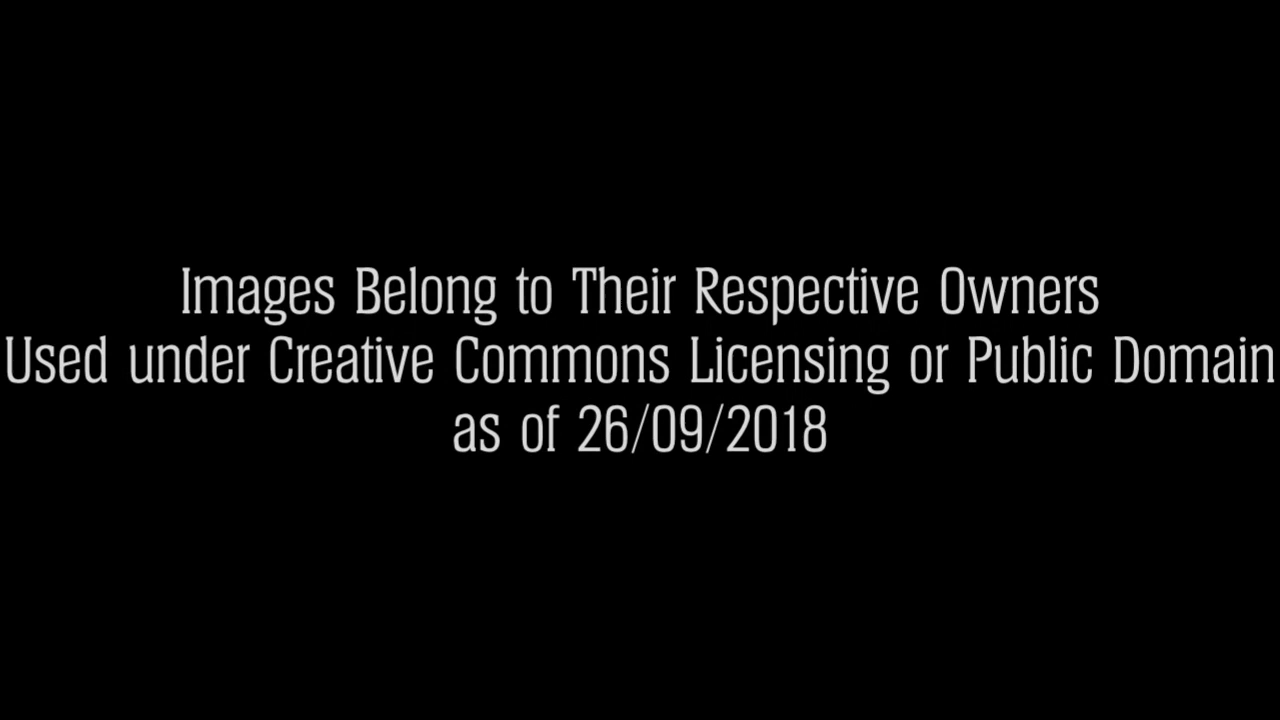 Images Belong to Their Respective Owners
Used under Creative Commons Licensing or Public Domain
as of 26/09/2018